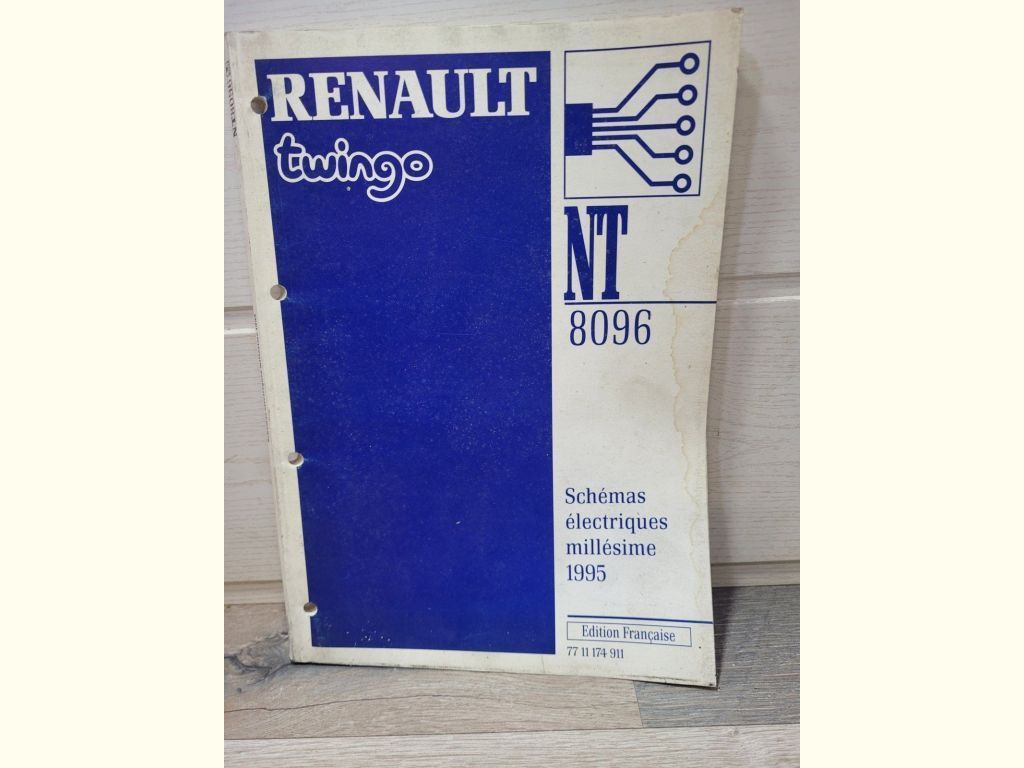 RENAULT
twingo
NT
8096
Schémas
électriques
millésime
1995
Edition Française
77 11 174 911